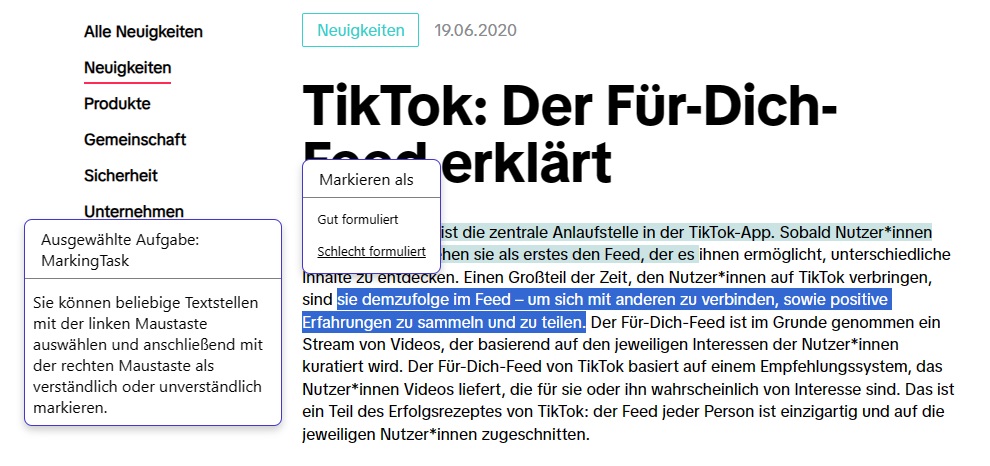 Alle Neuigkeiten
Neuigkeiten
Produkte
Gemeinschaft
Sicherheit
Unternehmen
Ausgewählte Aufgabe:
MarkingTask
Sie können beliebige Textstellen
mit der linken Maustaste
auswählen und anschließend mit
der rechten Maustaste als
verständlich oder unverständlich
markieren.
Neuigkeiten 19.06.2020
TikTok: Der Für-Dich-
Feed erklärt
Markieren als
Gut formuliert
Schlecht formuliert
ist die zentrale Anlaufstelle in der TikTok-App. Sobald Nutzer*innen
sie als erstes den Feed, der es ihnen ermöglicht, unterschiedliche
Inhalte zu entdecken. Einen Großteil der Zeit, den Nutzer*innen auf TikTok verbringen,
sind sie demzufolge im Feed – um sich mit anderen zu verbinden, sowie positive
Erfahrungen zu sammeln und zu teilen. Der Für-Dich-Feed ist im Grunde genommen ein
Stream von Videos, der basierend auf den jeweiligen Interessen der Nutzer*innen
kuratiert wird. Der Für-Dich-Feed von TikTok basiert auf einem Empfehlungssystem, das
Nutzer*innen Videos liefert, die für sie oder ihn wahrscheinlich von Interesse sind. Das ist
ein Teil des Erfolgsrezeptes von TikTok: der Feed jeder Person ist einzigartig und auf die
jeweiligen Nutzer*innen zugeschnitten.